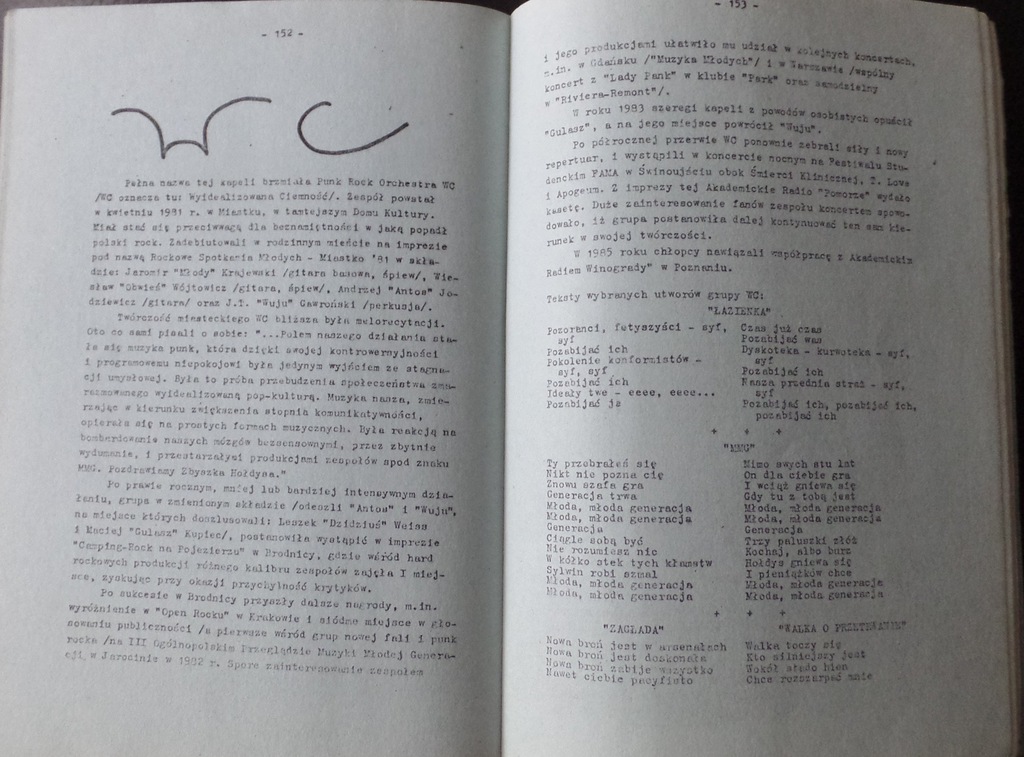 - 152 -
WC
Pełna nazwa tej kapeli brzmiała Punk Rock Orchestra WC
/WC oznacza tu: Wyidealizowana Ciemność/. Zespół powstał
w kwietniu 1981 r. w Miastku, w tamtejszym Domu Kultury.
Miał stać się przeciwwagą dla beznamiętności w jaką popadł
polski rock. Zadebiutowali w rodzinnym mieście na imprezie
pod nazwą Rockowe Spotkania Młodych - Miastko '81 w skła-
dzie: Jaromir "Młody" Krajewski /gitara basowa, śpiew/, Wie-
sław "Obwieś" Wójtowicz /gitara, śpiew/, Andrzej "Antos" Jo-
dziewicz /gitara/ oraz J.T. "Wuju" Gawroński /perkusja/.
Twórczość miasteckiego WC bliższa była melorecytacji.
Oto co sami pisali o sobie: "...Polem naszego działania sta-
ła się muzyka punk, która dzięki swojej kontrowersyjności
i programowemu niepokojowi była jedynym wyjściem ze stagna-
cji umysłowej. Była to próba przebudzenia społeczeństwa zma-
razmowanego wyidealizowaną pop-kulturą. Muzyka nasza, zmie-
rzając w kierunku zwiększenia stopnia komunikatywności,
opierała się na prostych formach muzycznych. Była reakcją na
bombardowanie naszych mózgów bezsensownymi, przez zbytnie
wydumanie, i przestarzałymi produkcjami zespołów spod znaku
MMG. Pozdrawiamy Zbyszka Hołdysa."
Po prawie rocznym, mniej lub bardziej intensywnym dzia-
łaniu, grupa w zmienionym składzie /odeszli "Antos" i "Wuju",
na miejsce których doszlusowali: Leszek "Dzidziuś" Weiss
i Maciej "Gulasz" Kupiec/, postanowiła wystąpić w imprezie
"Camping-Rock na Pojezierzu" w Brodnicy, gdzie wśród hard
rockowych produkcji różnego kalibru zespołów zajęła I miej-
sce, zyskując przy okazji przychylność krytyków.
Po sukcesie w Brodnicy przyszły dalsze nagrody, m.in.
wyróżnienie w "Open Rocku" w Krakowie i siódme miejsce w gło-
sowaniu publiczności /a pierwsze wśród grup nowej fali i punk
rocka /na III Ogólnopolskim Przeglądzie Muzyki Młodej Genera-
cji w Jarocinie w 1982 r. Spore zainteresowanie zespołem
- 153 -
i jego produkcjami ułatwiło mu udział w kolejnych koncertach,
m.in. w Gdańsku /"Muzyka Młodych"/ i w Warszawie /wspólny
koncert z "Lady Pank" w klubie "Park" oraz samodzielny
w "Riviera-Remont"/.
W roku 1983 szeregi kapeli z powodów osobistych opuścił
"Gulasz", a na jego miejsce powrócił "Wuju".
Po półrocznej przerwie WC ponownie zebrali siły i nowy
repertuar, i wystąpili w koncercie nocnym na Festiwalu Stu-
denckim FAMA w Świnoujściu obok Śmierci Klinicznej, T. Love
i Apogeum. Z imprezy tej Akademickie Radio "Pomorze" wydało
kasetę. Duże zainteresowanie fanów zespołu koncertem spowo-
dowało, iż grupa postanowiła dalej kontynuować ten sam kie-
runek w swojej twórczości.
W 1985 roku chłopcy nawiązali współpracę z Akademickim
Radiem Winogrady" w Poznaniu.
Teksty wybranych utworów grupy WC:
"ŁAZIENKA"
Pozoranci, fetyszyści - syf,
syf
Pozabijać ich
Pokolenie konformistów -
syf, syf
Pozabijać ich
Ideały twe - eeee, eeee...
Pozabijać je
Czas już czas
Pozabijać was
Dyskoteka - kurwoteka - syf,
syf
Pozabijać ich
Nasza przednia straż - syf,
syf
Pozabijać ich, pozabijać ich,
pozabijać ich
+ + +
"MMG"
Ty przebrałeś się
Nikt nie pozna cię
Znowu szafa gra
Generacja trwa
Młoda, młoda generacja
Młoda, młoda generacja
Generacja
Ciągle sobą być
Nie rozumiesz nic
W kółko stek tych kłamstw
Sylwin robi szmal
Młoda, młoda generacja
Młoda, młoda generacja
Mimo swych stu lat
On dla ciebie gra
I wciąż gniewa się
Gdy tu z tobą jest
Młoda, młoda generacja
Młoda, młoda generacja
Generacja
Trzy paluszki złóż
Kochaj, albo burz
Hołdys gniewa się
I pieniążków chce
Młoda, młoda generacja
Młoda, młoda generacja
+ + +
"ZAGŁADA"
Nowa broń jest w arsenałach
Nowa broń jest doskonała
Nowa broń zabije wszystko
Nawet ciebie pacyfisto
"WALKA O PRZETRWANIE"
Walka toczy się
Kto silniejszy jest
Wokół stado hien
Chce rozszarpać mnie